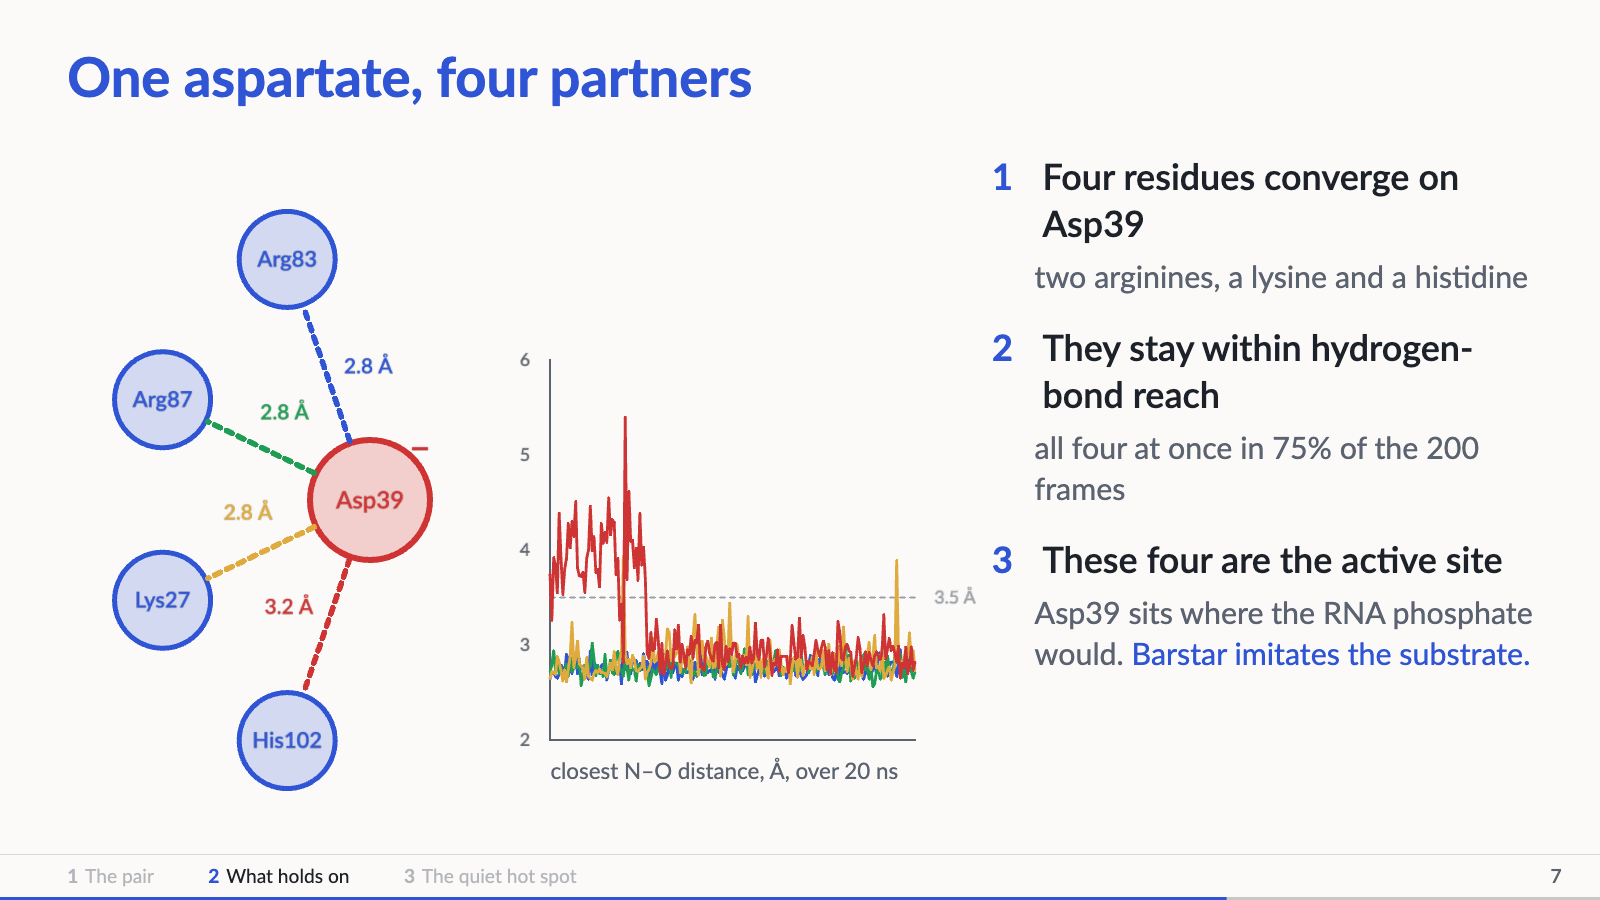 One aspartate, four partners
Arg83
2.8 Å
Arg87
2.8 Å
Asp39
−
2.8 Å
Lys27
3.2 Å
His102
6
5
4
3
2
3.5 Å
closest N–O distance, Å, over 20 ns
1 Four residues converge on
Asp39
two arginines, a lysine and a histidine
2 They stay within hydrogen-
bond reach
all four at once in 75% of the 200
frames
3 These four are the active site
Asp39 sits where the RNA phosphate
would. Barstar imitates the substrate.
1 The pair
2 What holds on
3 The quiet hot spot
7